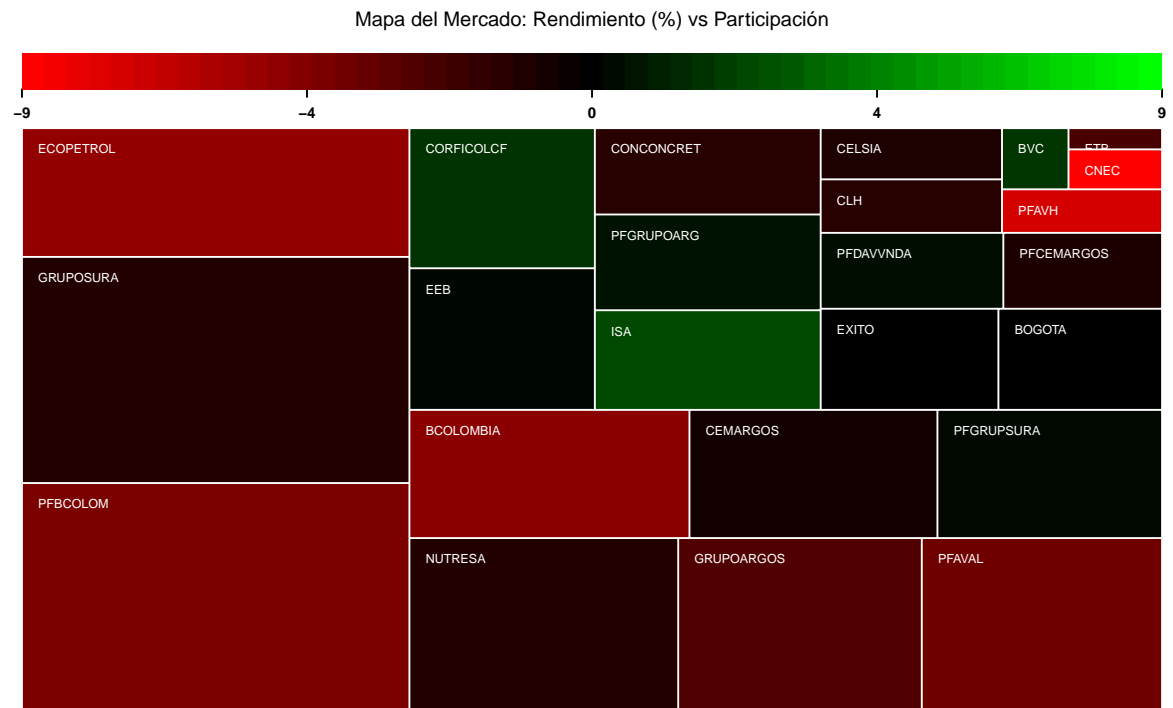 Mapa del Mercado: Rendimiento (%) vs Participación
−9 −4 0 4 9
ECOPETROL
CORFICOLCF
CONCONCRET
CELSIA
BVC
ETB
CNEC
CLH
PFAVH
PFGRUPOARG
PFDAVVNDA
PFCEMARGOS
GRUPOSURA
EEB
ISA
EXITO
BOGOTA
BCOLOMBIA
CEMARGOS
PFGRUPSURA
PFBCOLOM
NUTRESA
GRUPOARGOS
PFAVAL